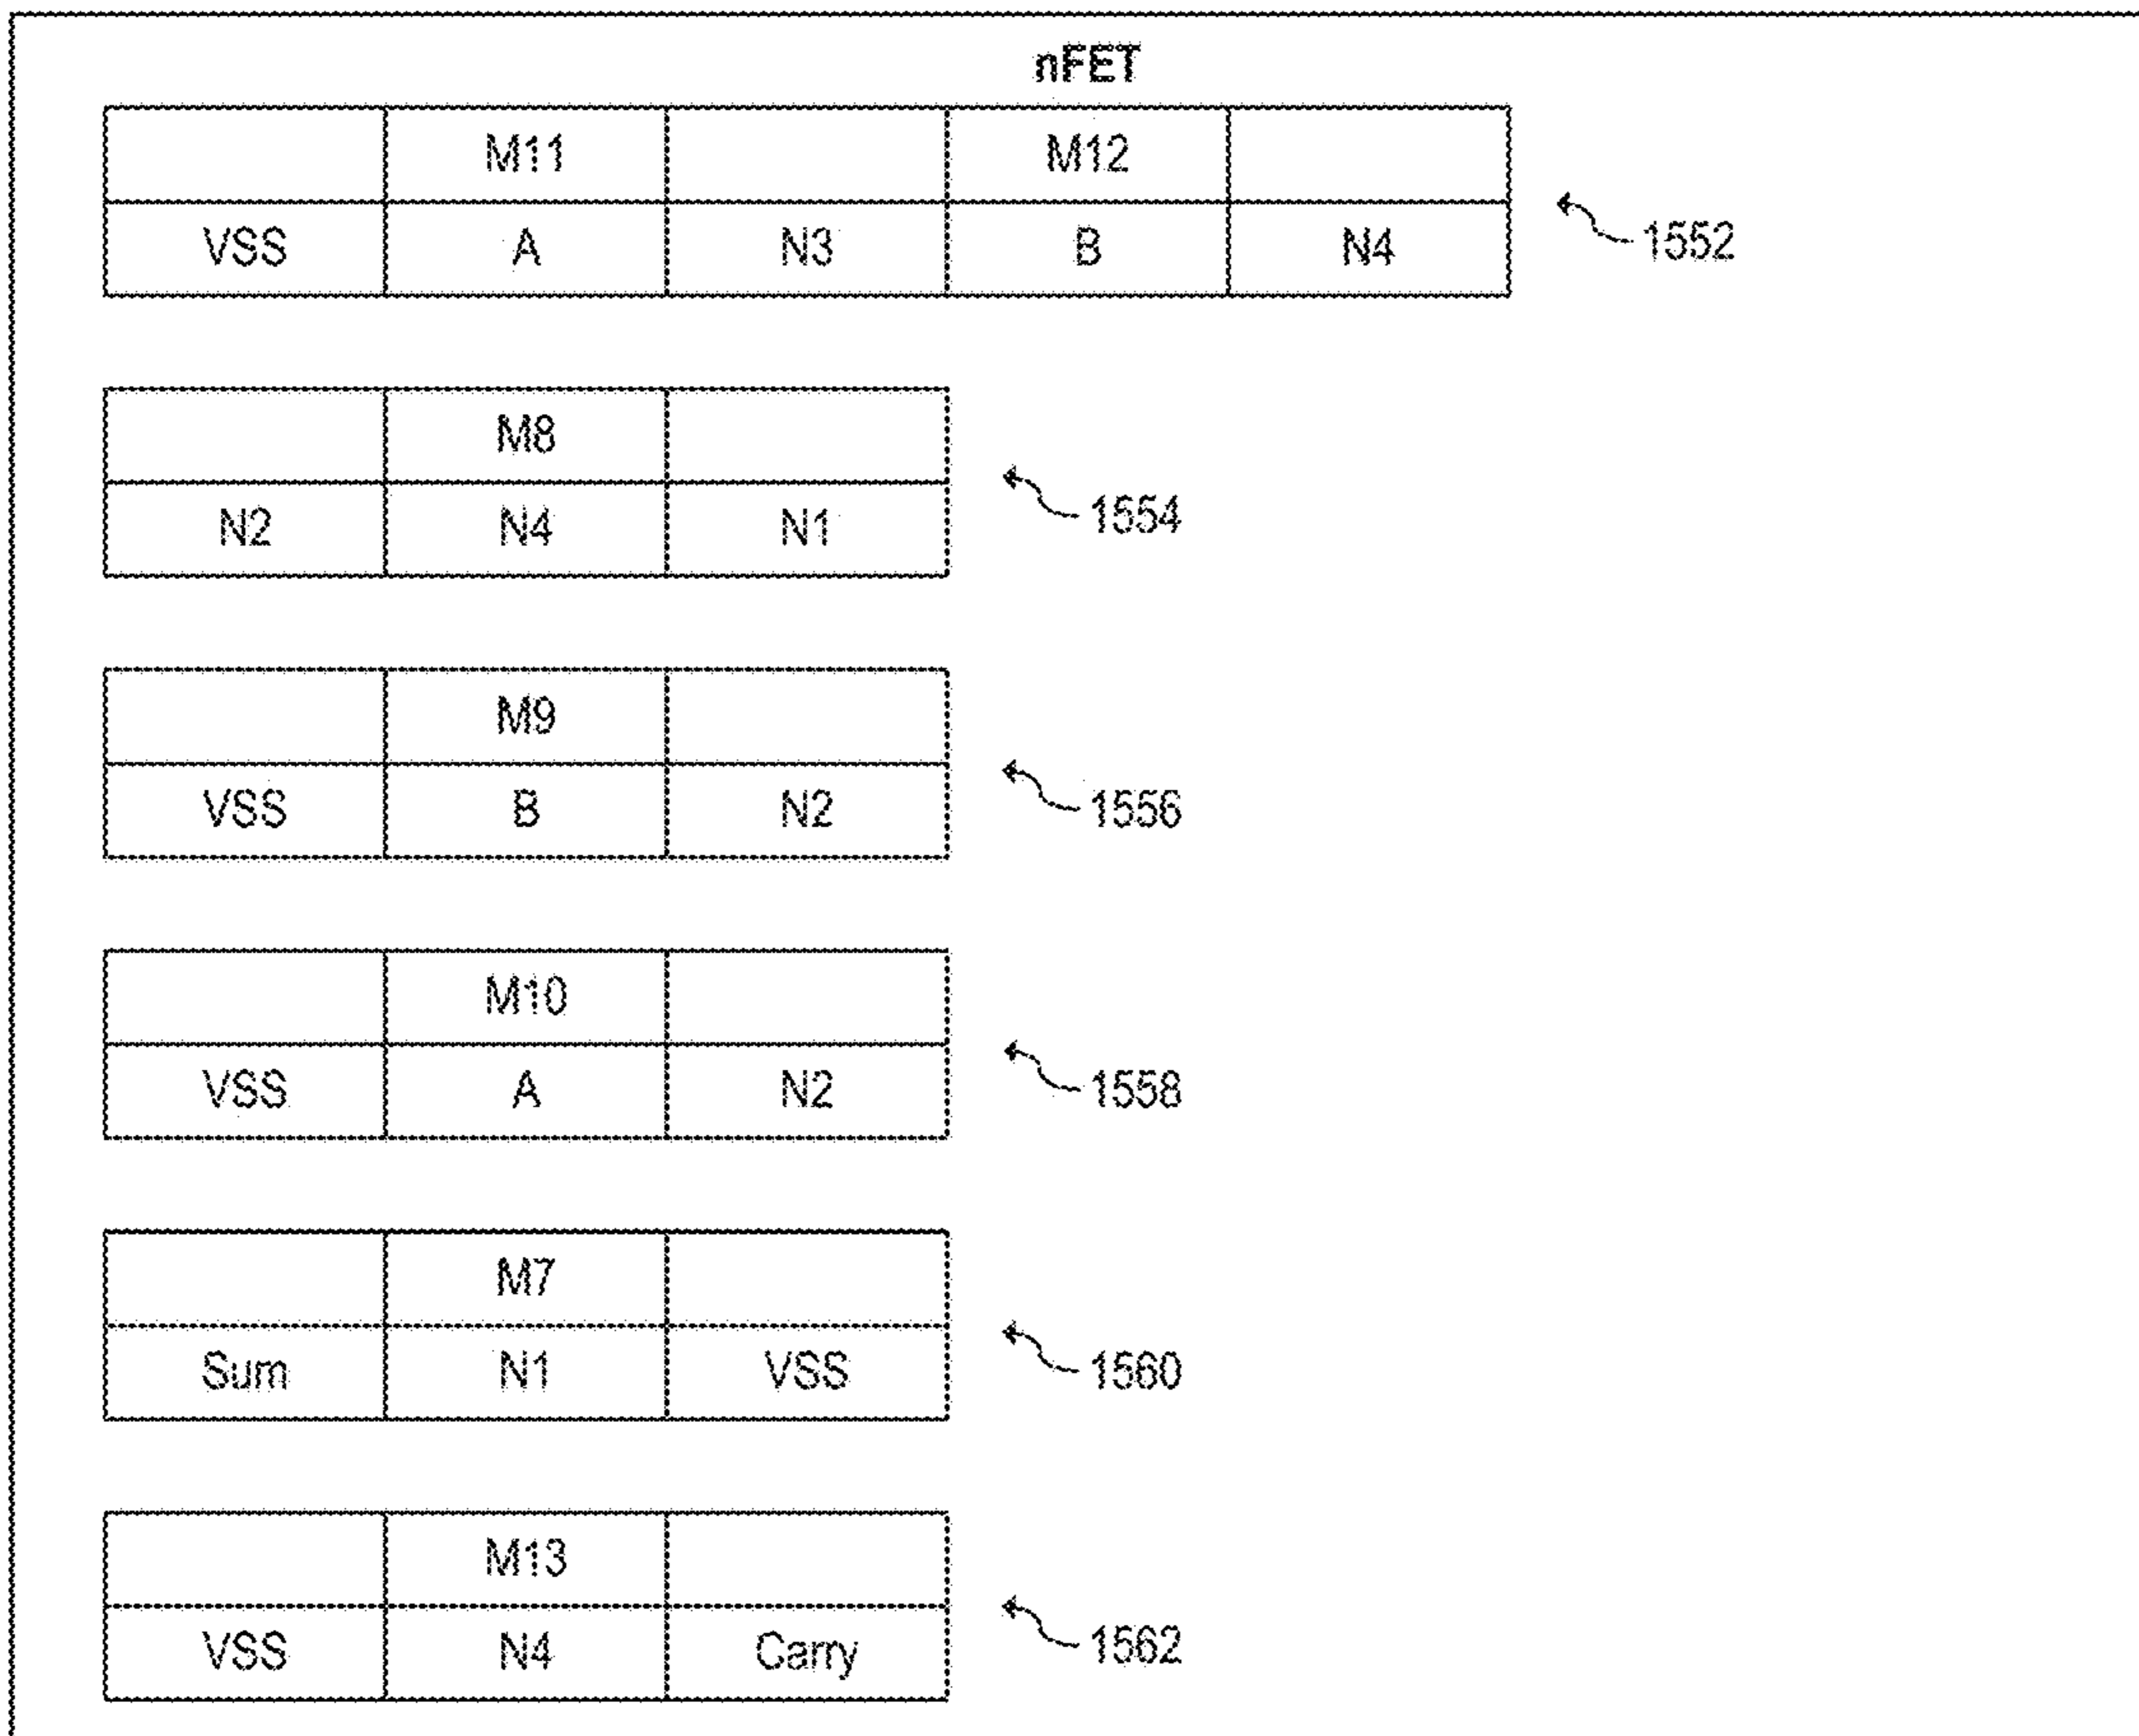 nFET
M11 M12
VSS A N3 B N4 1552
M8
N2 N4 N1 1554
M9
VSS B N2 1556
M10
VSS A N2 1558
M7
Sum N1 VSS 1560
M13
VSS N4 Carry 1562